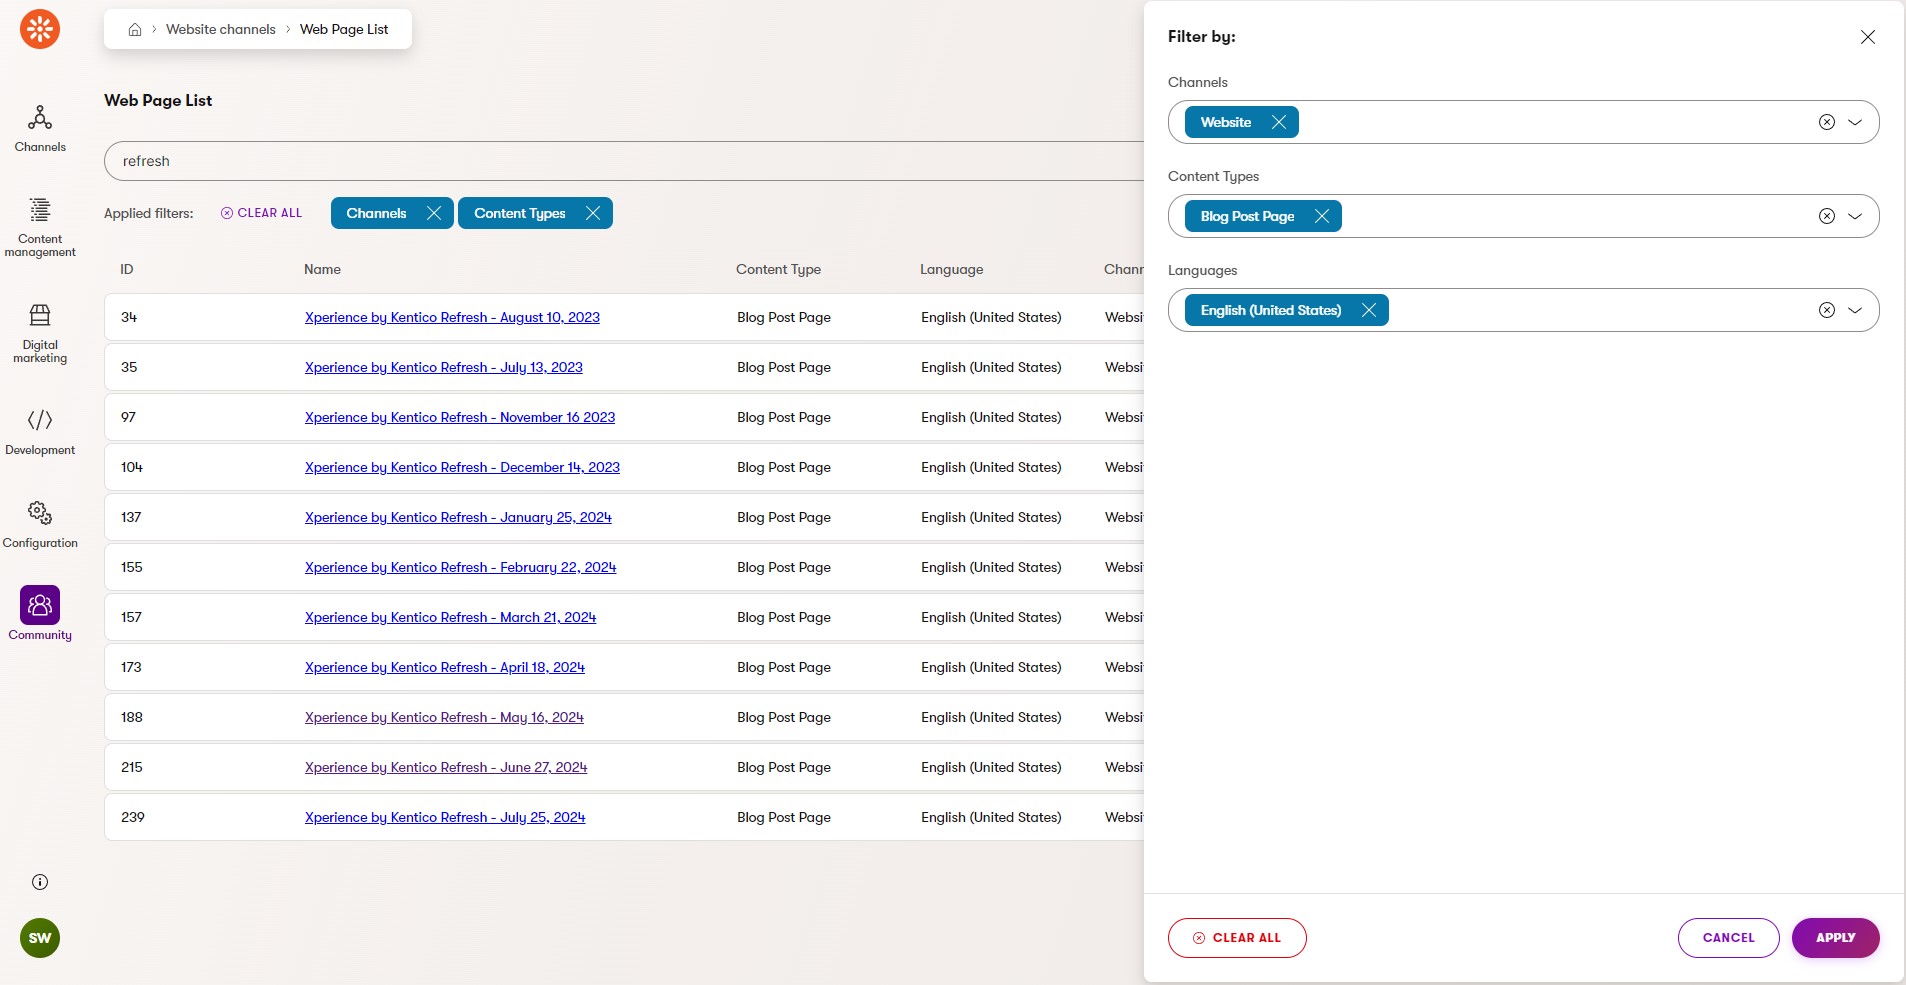 Website channels Web Page List
Channels
Content
management
Digital
marketing
Development
Configuration
Community
SW
Web Page List
refresh
Applied filters: CLEAR ALL Channels Content Types
ID Name Content Type Language Chann
34 Xperience by Kentico Refresh - August 10, 2023 Blog Post Page English (United States) Websi
35 Xperience by Kentico Refresh - July 13, 2023 Blog Post Page English (United States) Websi
97 Xperience by Kentico Refresh - November 16 2023 Blog Post Page English (United States) Websi
104 Xperience by Kentico Refresh - December 14, 2023 Blog Post Page English (United States) Websi
137 Xperience by Kentico Refresh - January 25, 2024 Blog Post Page English (United States) Websi
155 Xperience by Kentico Refresh - February 22, 2024 Blog Post Page English (United States) Websi
157 Xperience by Kentico Refresh - March 21, 2024 Blog Post Page English (United States) Websi
173 Xperience by Kentico Refresh - April 18, 2024 Blog Post Page English (United States) Websi
188 Xperience by Kentico Refresh - May 16, 2024 Blog Post Page English (United States) Websi
215 Xperience by Kentico Refresh - June 27, 2024 Blog Post Page English (United States) Websi
239 Xperience by Kentico Refresh - July 25, 2024 Blog Post Page English (United States) Websi
Filter by:
Channels
Website
Content Types
Blog Post Page
Languages
English (United States)
CLEAR ALL CANCEL APPLY